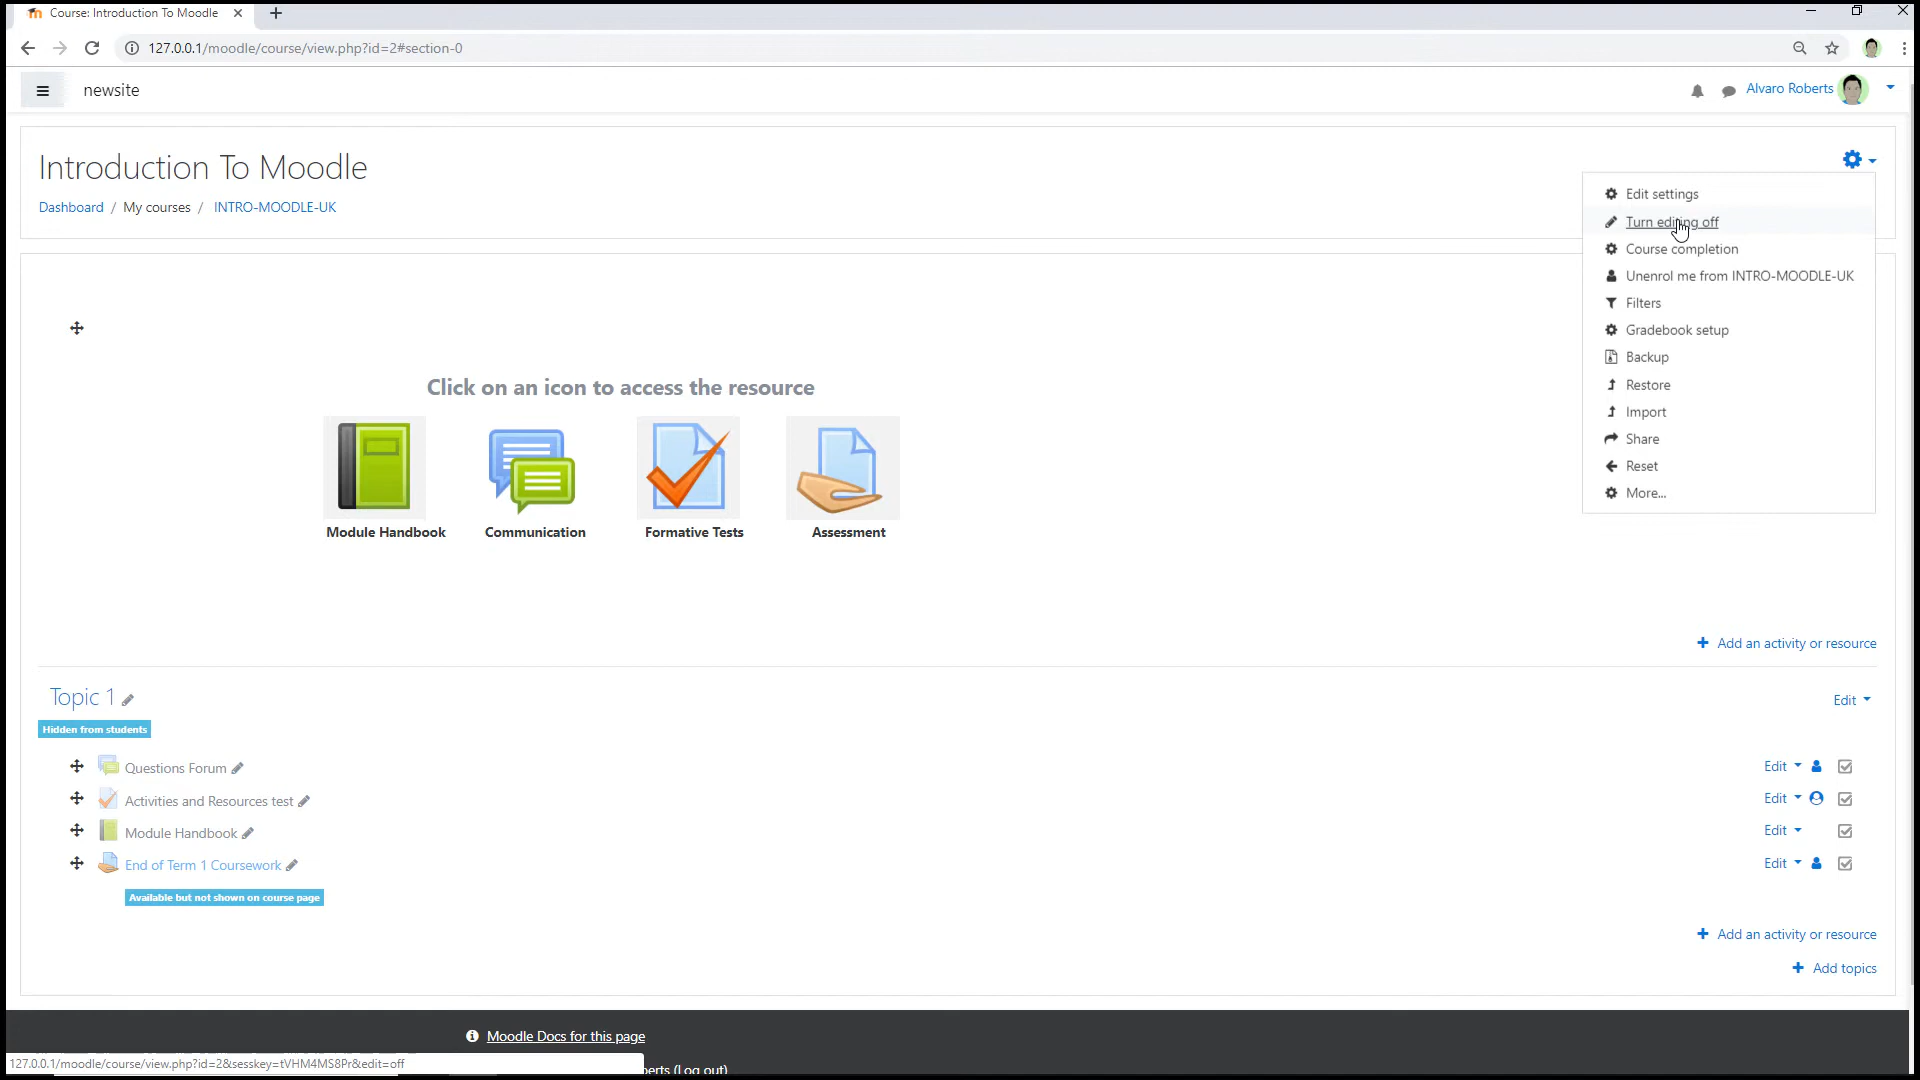 Course: Introduction To Moodle
127.0.0.1/moodle/course/view.php?id=2#section-0
newsite
Alvaro Roberts
Introduction To Moodle
Dashboard / My courses / INTRO-MOODLE-UK
Edit settings
Turn editing off
Course completion
Unenrol me from INTRO-MOODLE-UK
Filters
Gradebook setup
Backup
Restore
Import
Share
Reset
More...
Click on an icon to access the resource
Module Handbook Communication Formative Tests Assessment
Add an activity or resource
Topic 1
Edit
Hidden from students
Questions Forum
Edit
Activities and Resources test
Edit
Module Handbook
Edit
End of Term 1 Coursework
Edit
Available but not shown on course page
Add an activity or resource
Add topics
Moodle Docs for this page
127.0.0.1/moodle/course/view.php?id=2&sesskey=tVHM4MS8Pr&edit=off
berts (Log out)